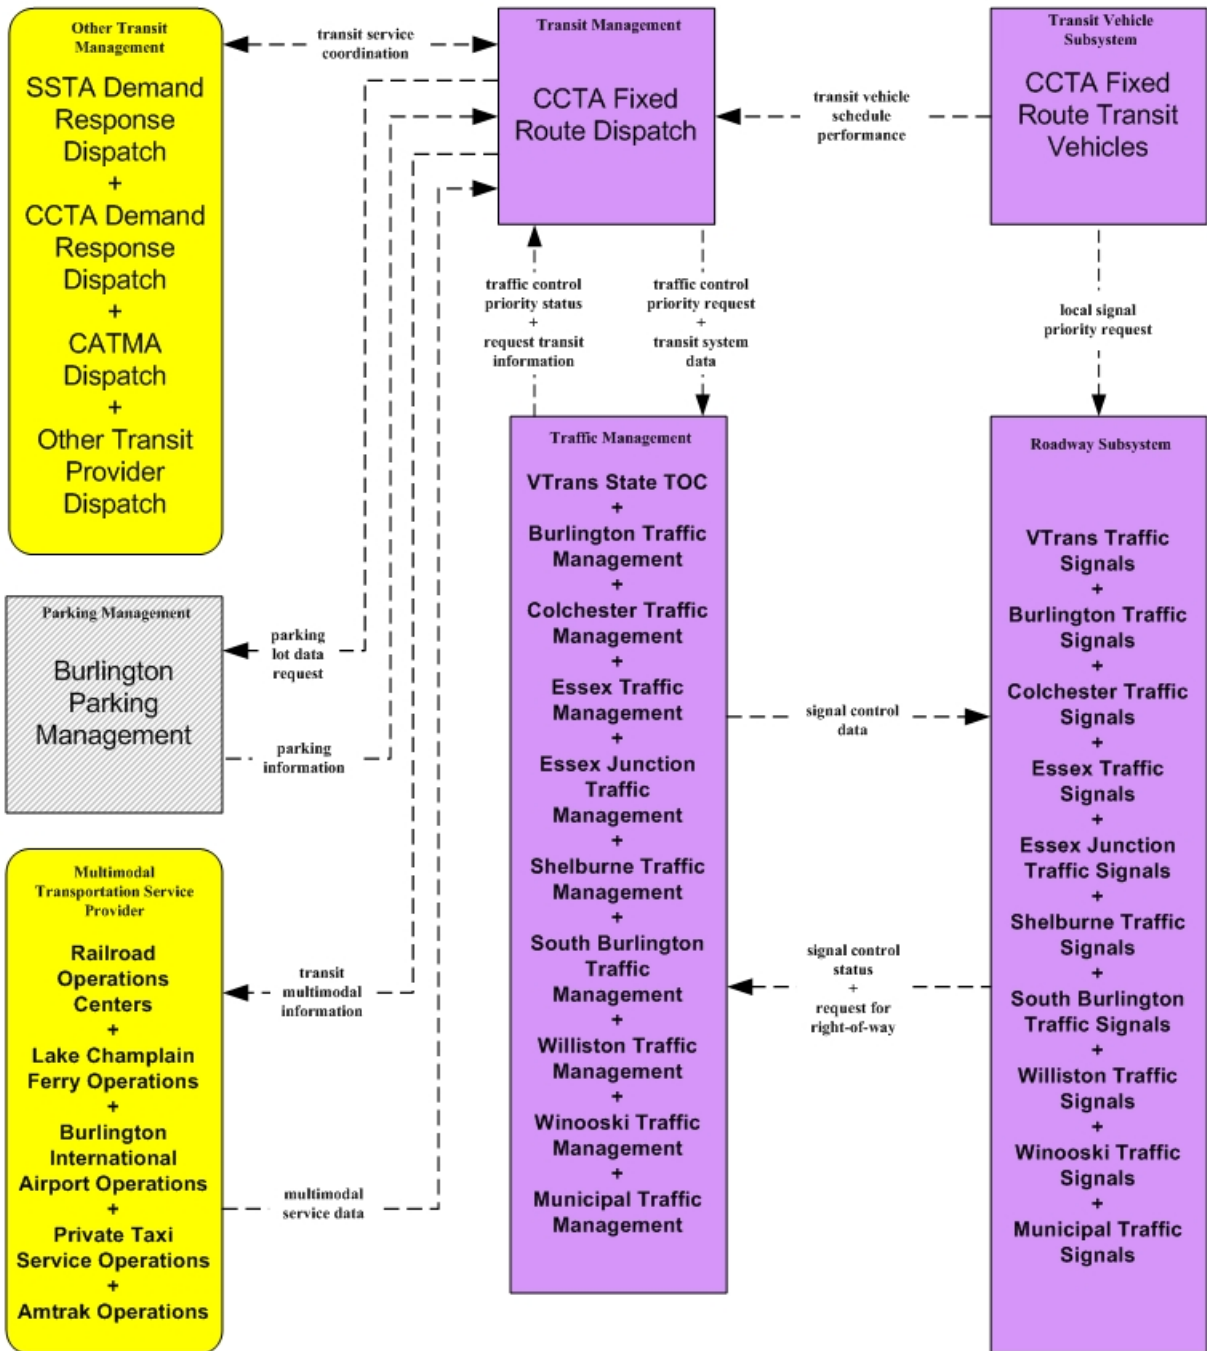 Other Transit
Management
SSTA Demand
Response
Dispatch
+
CCTA Demand
Response
Dispatch
+
CATMA
Dispatch
+
Other Transit
Provider
Dispatch
transit service
coordination
Transit Management
CCTA Fixed
Route Dispatch
transit vehicle
schedule
performance
Transit Vehicle
Subsystem
CCTA Fixed
Route Transit
Vehicles
traffic control
priority status
+
request transit
information
traffic control
priority request
+
transit system
data
local signal
priority request
Parking Management
Burlington
Parking
Management
parking
lot data
request
parking
information
Multimodal
Transportation Service
Provider
Railroad
Operations
Centers
+
Lake Champlain
Ferry Operations
+
Burlington
International
Airport Operations
+
Private Taxi
Service Operations
+
Amtrak Operations
transit
multimodal
information
multimodal
service data
Traffic Management
VTrans State TOC
+
Burlington Traffic
Management
+
Colchester Traffic
Management
+
Essex Traffic
Management
+
Essex Junction
Traffic
Management
+
Shelburne Traffic
Management
+
South Burlington
Traffic
Management
+
Williston Traffic
Management
+
Winooski Traffic
Management
+
Municipal Traffic
Management
signal control
data
signal control
status
+
request for
right-of-way
Roadway Subsystem
VTrans Traffic
Signals
+
Burlington Traffic
Signals
+
Colchester Traffic
Signals
+
Essex Traffic
Signals
+
Essex Junction
Traffic Signals
+
Shelburne Traffic
Signals
+
South Burlington
Traffic Signals
+
Williston Traffic
Signals
+
Winooski Traffic
Signals
+
Municipal Traffic
Signals